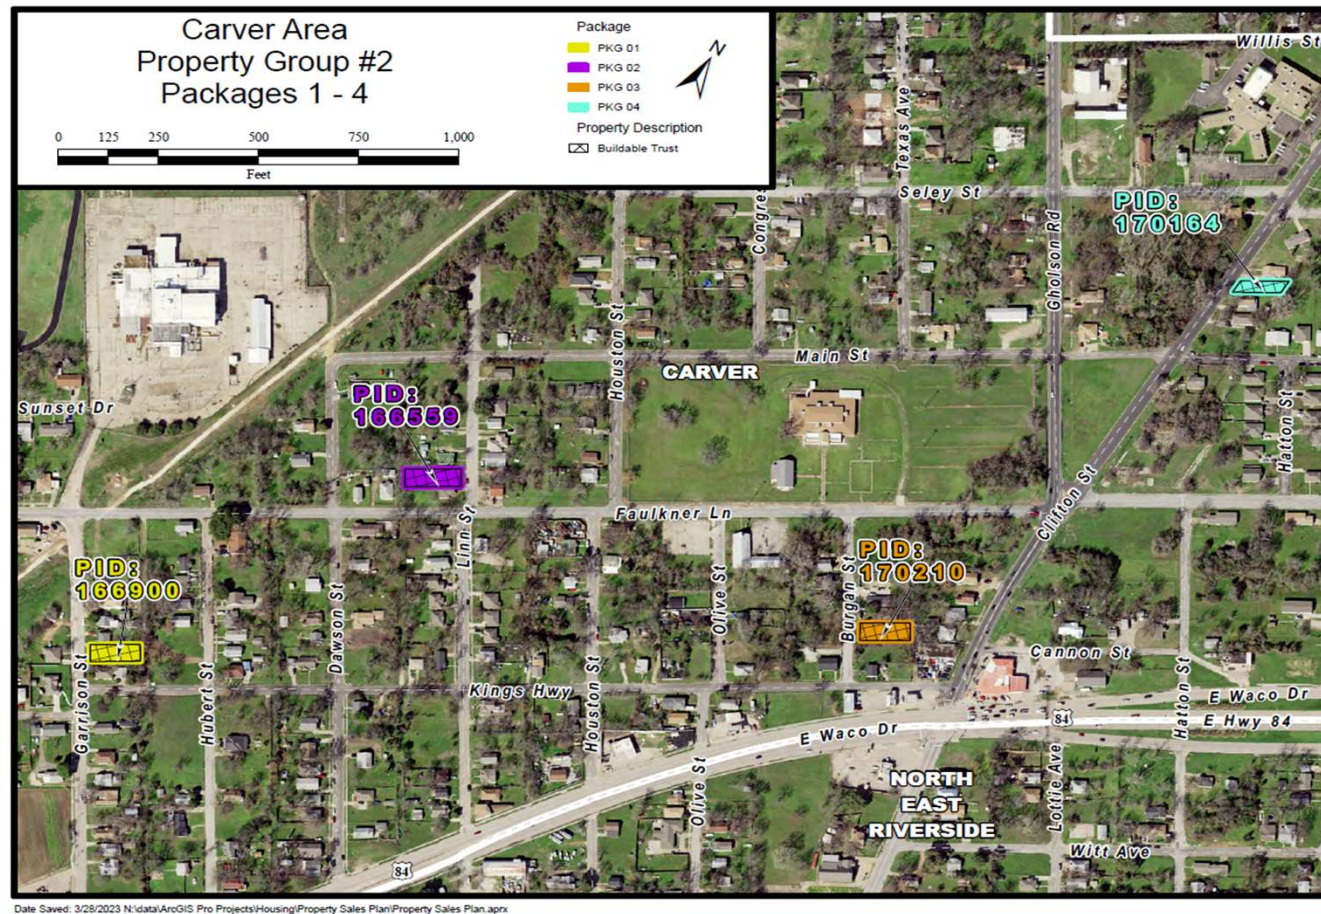 Carver Area
Property Group #2
Packages 1 - 4
0 125 250 500 750 1,000
Feet
Package
PKG 01
PKG 02
PKG 03
PKG 04
Property Description
Buildable Trust
N
Willis St
Texas Ave
Seley St
Congres
Gholson Rd
PID:
170164
Houston St
Main St
CARVER
Sunset Dr
PID:
166559
Hatton St
Clifton St
Faulkner Ln
Linn St
PID:
166900
PID:
170210
Burgan St
Olive St
Dawson St
Garrison St
Hubert St
Houston St
Kings Hwy
Cannon St
Hatton St
E Waco Dr
E Hwy 84
84
E Waco Dr
NORTH
EAST
RIVERSIDE
Olive St
Lottie Ave
Witt Ave
84
Date Saved: 3/28/2023 N:\data\ArcGIS Pro Projects\Housing\Property Sales Plan\Property Sales Plan.aprx